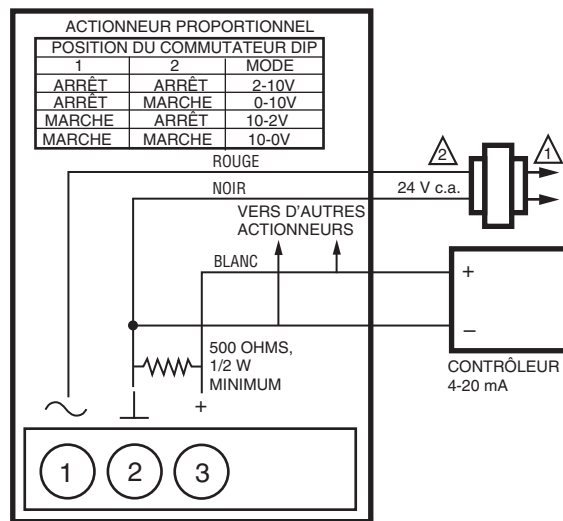 ACTIONNEUR PROPORTIONNEL
POSITION DU COMMUTATEUR DIP
1 2 MODE
ARRÊT ARRÊT 2-10V
ARRÊT MARCHE 0-10V
MARCHE ARRÊT 10-2V
MARCHE MARCHE 10-0V
ROUGE
2
1
NOIR
24 V c.a.
VERS D'AUTRES
ACTIONNEURS
BLANC
+
–
500 OHMS,
1/2 W
MINIMUM
+
CONTRÔLEUR
4-20 mA
1 2 3